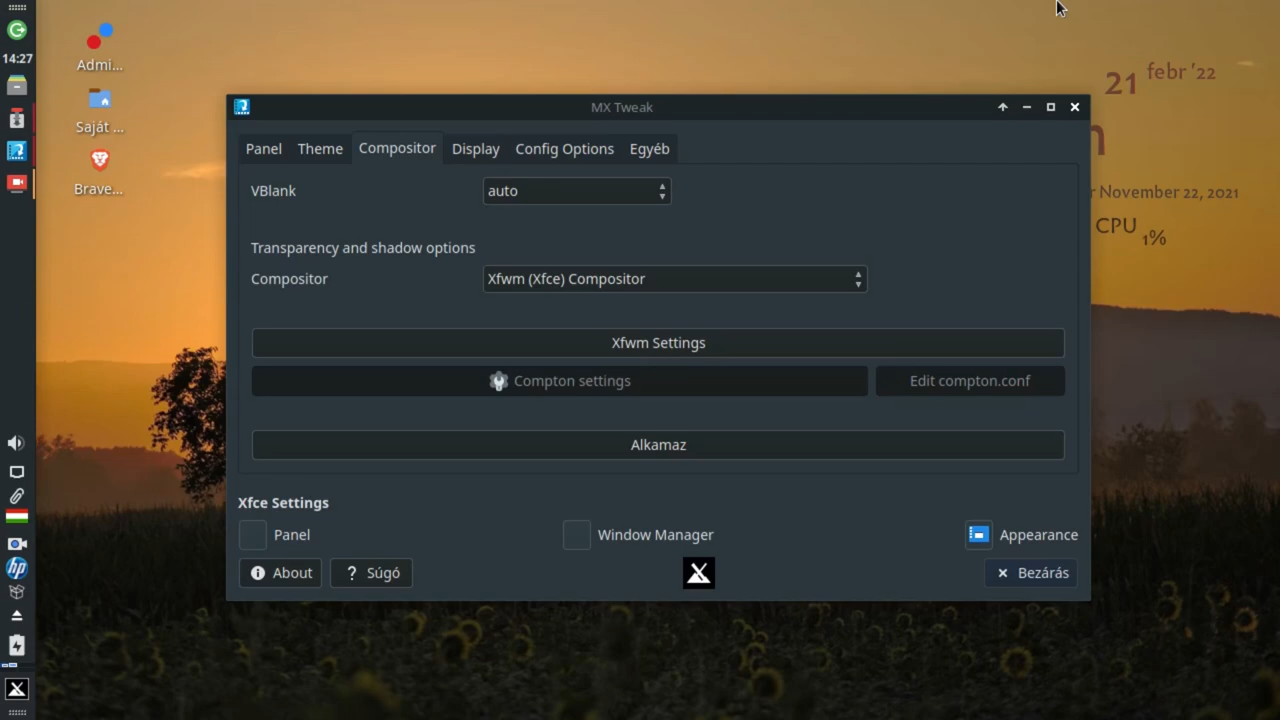 14:27
Admi...
Saját ...
Brave...
21 febr '22
r November 22, 2021
CPU 1%
MX Tweak
Panel Theme Compositor Display Config Options Egyéb
VBlank auto
Transparency and shadow options
Compositor Xfwm (Xfce) Compositor
Xfwm Settings
Compton settings Edit compton.conf
Alkamaz
Xfce Settings
Panel Window Manager Appearance
About ? Súgó Bezárás
hp